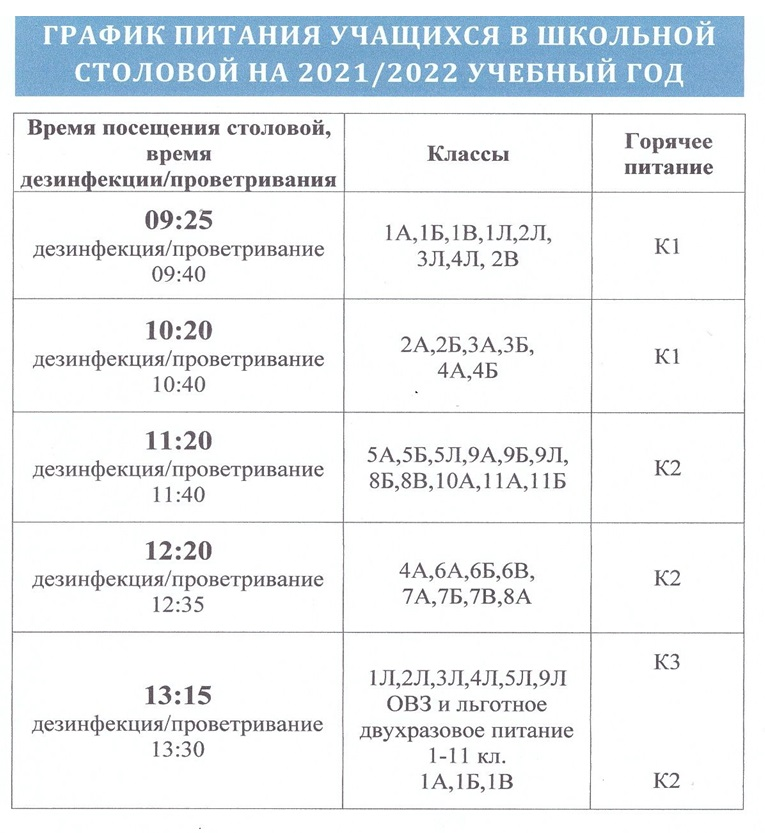 ГРАФИК ПИТАНИЯ УЧАЩИХСЯ В ШКОЛЬНОЙ
СТОЛОВОЙ НА 2021/2022 УЧЕБНЫЙ ГОД
Время посещения столовой,
время
дезинфекции/проветривания
Классы
Горячее
питание
09:25
дезинфекция/проветривание
09:40
1А,1Б,1В,1Л,2Л,
3Л,4Л, 2В
К1
10:20
дезинфекция/проветривание
10:40
2А,2Б,3А,3Б,
4А,4Б
К1
11:20
дезинфекция/проветривание
11:40
5А,5Б,5Л,9А,9Б,9Л,
8Б,8В,10А,11А,11Б
К2
12:20
дезинфекция/проветривание
12:35
4А,6А,6Б,6В,
7А,7Б,7В,8А
К2
13:15
дезинфекция/проветривание
13:30
1Л,2Л,3Л,4Л,5Л,9Л
ОВЗ и льготное
двухразовое питание
1-11 кл.
1А,1Б,1В
К3
К2